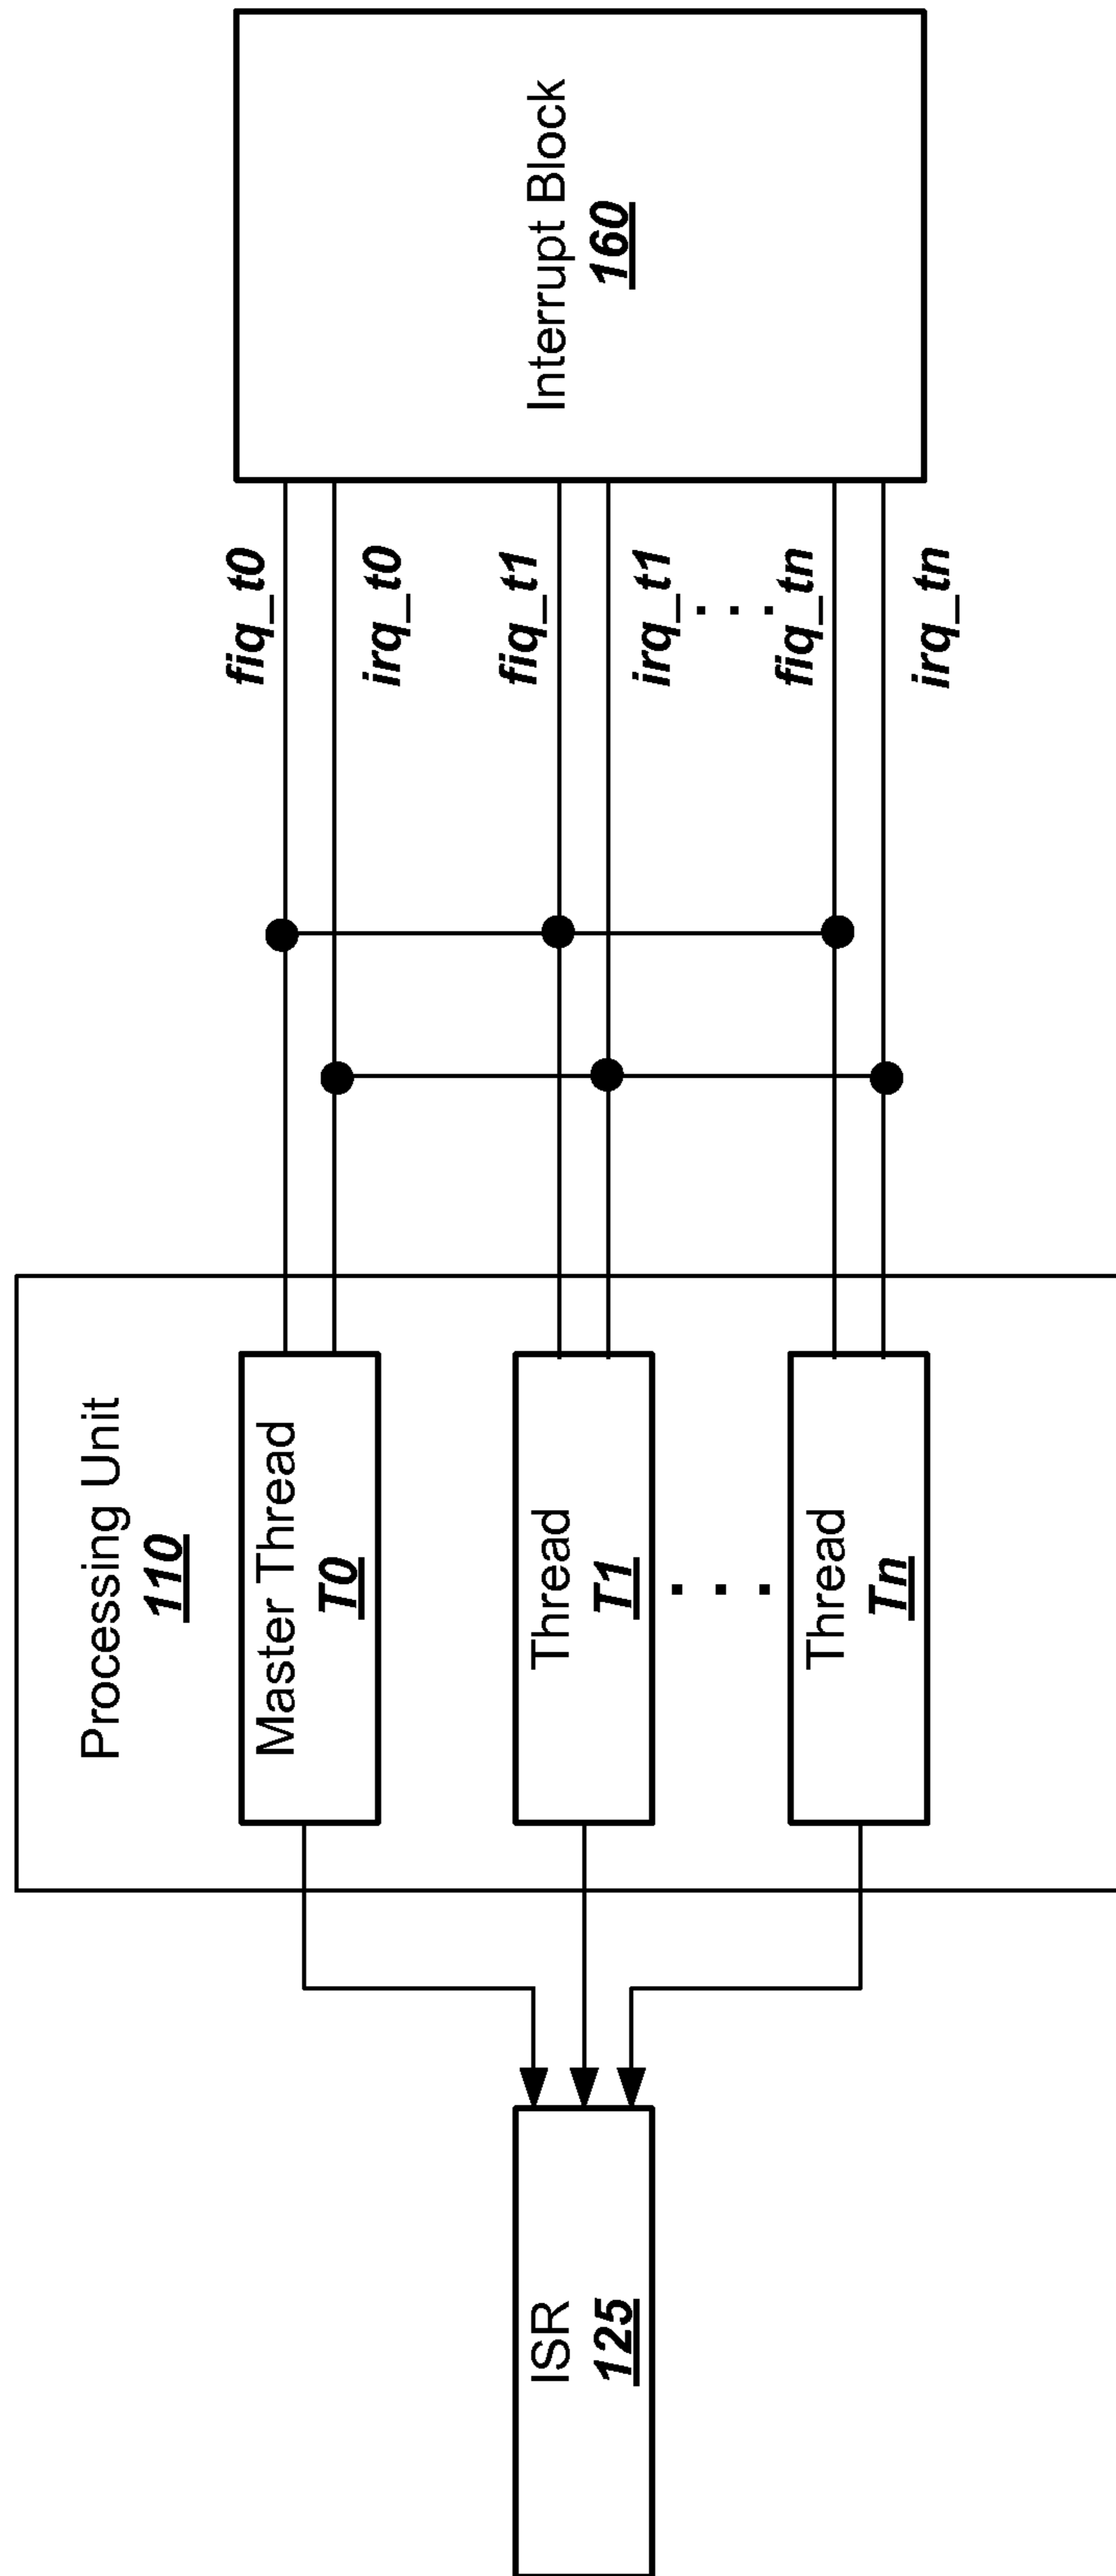 ISR
125
Processing Unit
110
Master Thread
T0
Thread
T1
. . .
Thread
Tn
fiq_t0
irq_t0
fiq_t1
irq_t1
. . .
fiq_tn
irq_tn
Interrupt Block
160